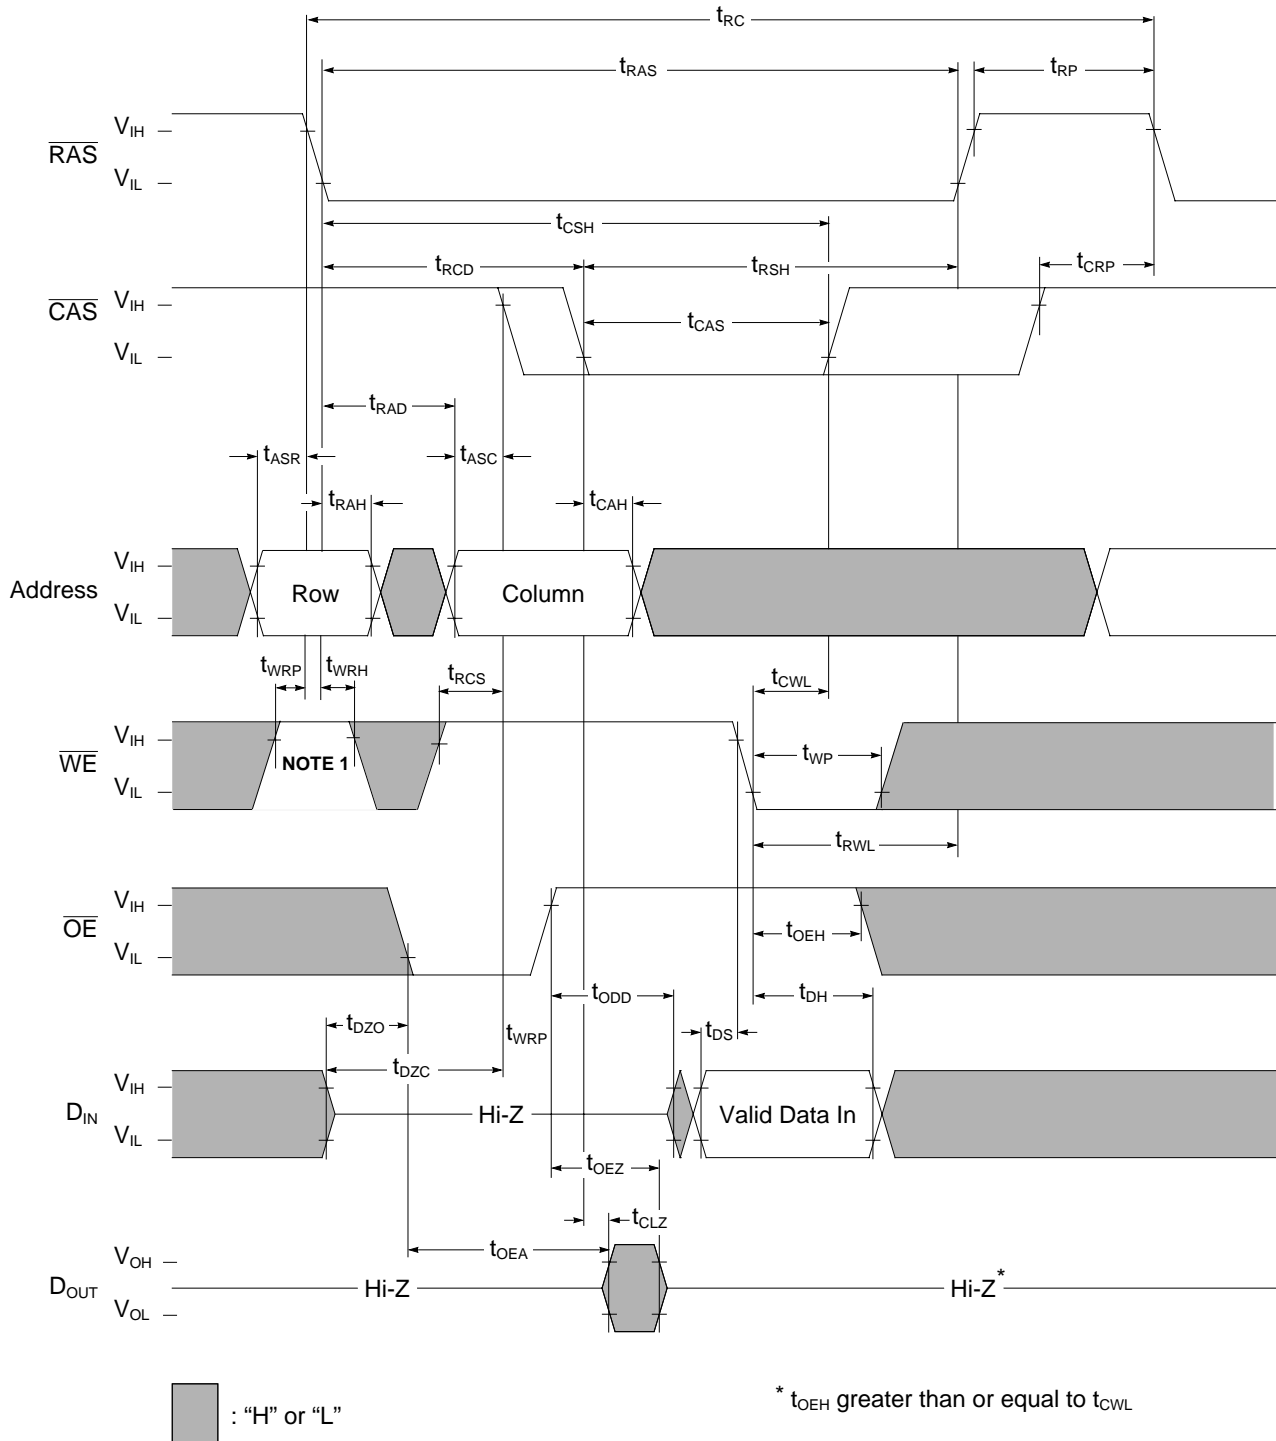 tRC
tRAS
tRP
RAS
VIH
VIL
tCSH
tRCD
tRSH
tCRP
CAS
VIH
VIL
tCAS
tRAD
tASR
tASC
tRAH
tCAH
Address
VIH
VIL
Row
Column
tWRP
tWRH
tRCS
tCWL
WE
VIH
VIL
NOTE 1
tWP
tRWL
OE
VIH
VIL
tOEH
tODD
tDH
tDZO
tWRP
tDS
tDZC
DIN
VIH
VIL
Hi-Z
Valid Data In
tOEZ
tCLZ
tOEA
DOUT
VOH
VOL
Hi-Z
Hi-Z*
: “H” or “L”
* tOEH greater than or equal to tCWL